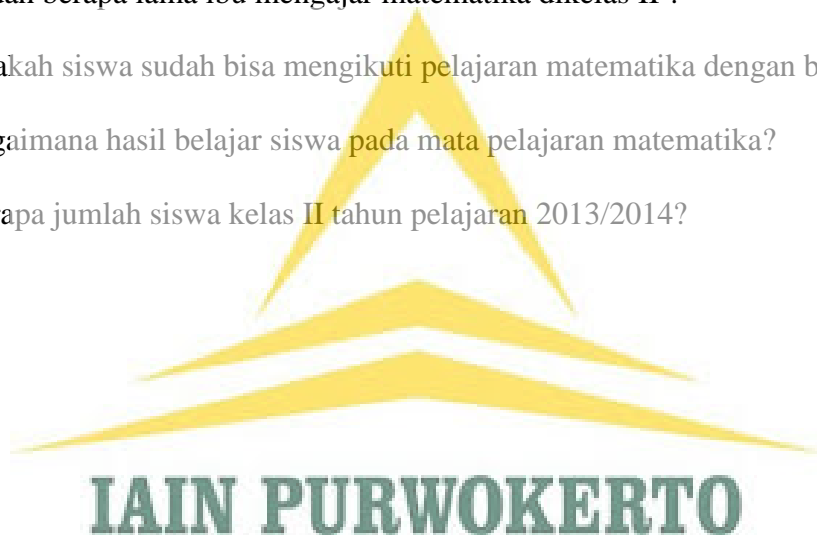 berapa lama ibu mengajar matematika dikelas II ?
akah siswa sudah bisa mengikuti pelajaran matematika dengan b
gaimana hasil belajar siswa pada mata pelajaran matematika?
apa jumlah siswa kelas II tahun pelajaran 2013/2014?
IAIN PURWOKERTO